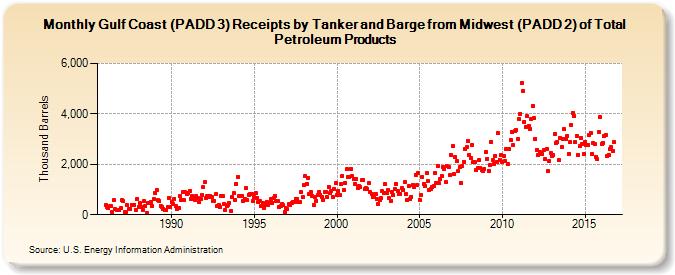 Monthly Gulf Coast (PADD 3) Receipts by Tanker and Barge from Midwest (PADD 2) of Total
Petroleum Products
Thousand Barrels
6,000
4,000
2,000
0
1990
1995
2000
2005
2010
2015
Source: U.S. Energy Information Administration